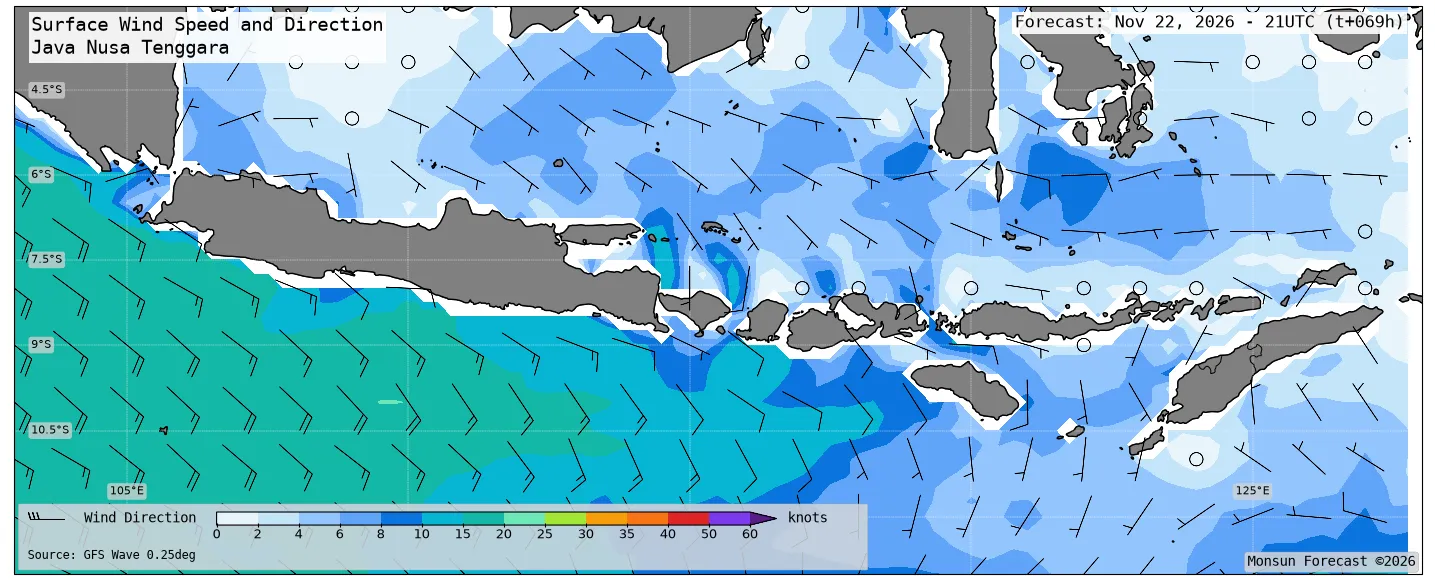 Surface Wind Speed and Direction
Java Nusa Tenggara
Forecast: Nov 22, 2026 - 21UTC (t+069h)
4.5°S
6°S
7.5°S
9°S
10.5°S
105°E
125°E
Wind Direction
0 2 4 6 8 10 15 20 25 30 35 40 50 60
knots
Source: GFS Wave 0.25deg
Monsun Forecast ©2026